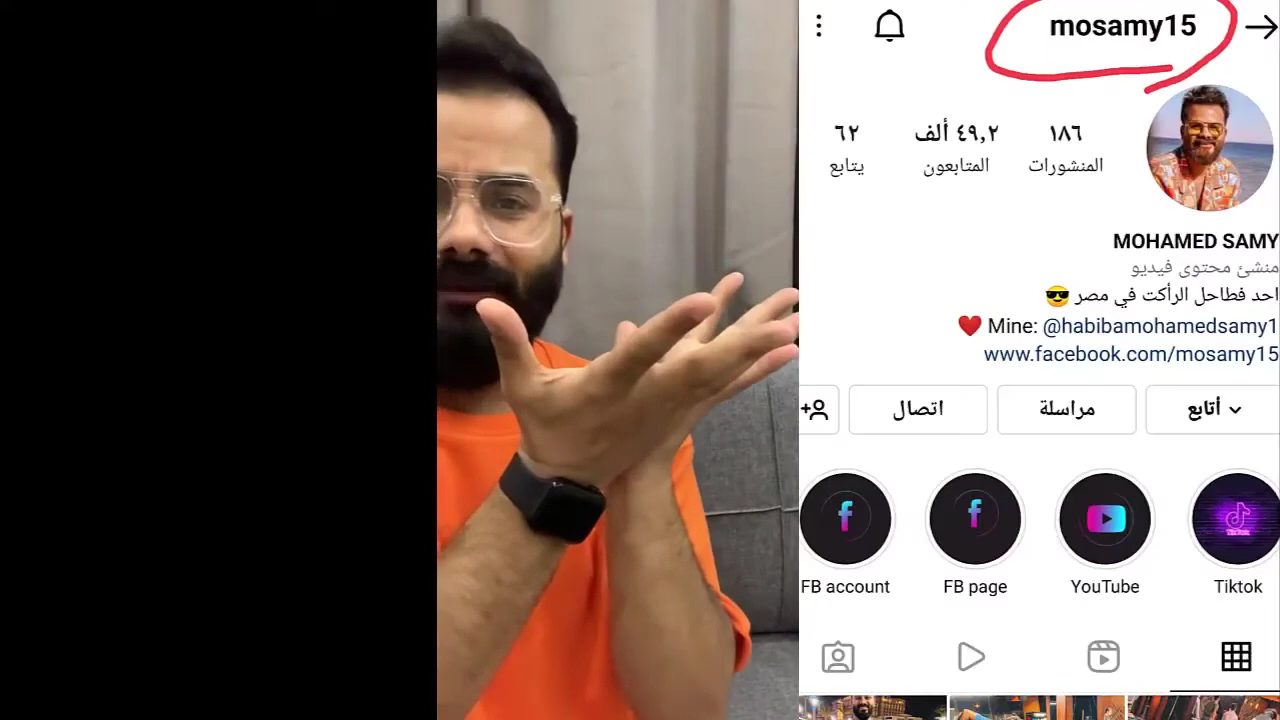 mosamy15
١٨٦
٤٩,٢ ألف
٦٢
المنشورات
المتابعون
يتابع
MOHAMED SAMY
منشئ محتوى فيديو
احد فطاحل الرأكت في مصر 😎
❤️ Mine: @habibamohamedsamy1
www.facebook.com/mosamy15
أتابع
مراسلة
اتصال
FB account
FB page
YouTube
Tiktok